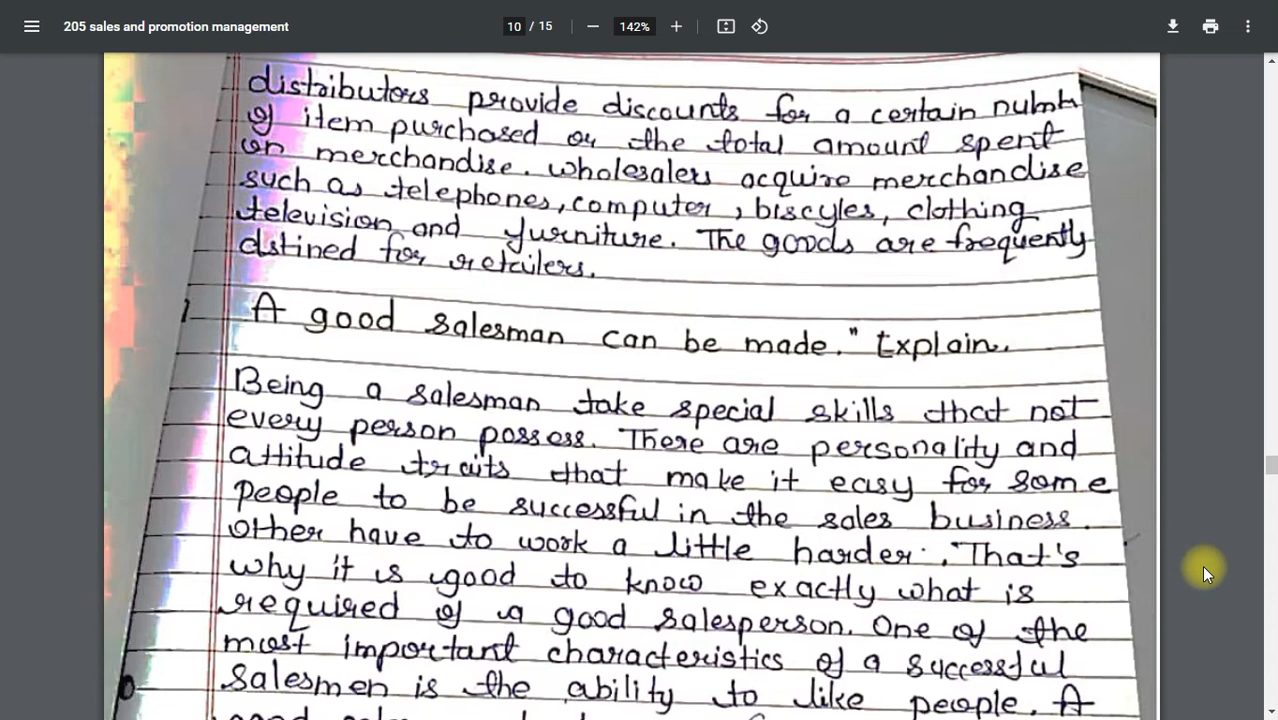 205 sales and promotion management
10 / 15
142%
distributors provide discounts for a certain numb
of item purchased or the total amount spent
on merchandise. wholesalers acquire merchandise
such as telephones, computer, biscyles, clothing
television and furniture. The goods are frequently
dstined for retailers.
A good salesman can be made." Explain.
Being a salesman take special skills that not
every person possess. There are personality and
attitude traits that make it easy for some
people to be successful in the sales business.
other have to work a little harder. That's
why it is good to know exactly what is
required of a good salesperson. One of the
most important characteristics of a successful
salesmen is the ability to like people. A